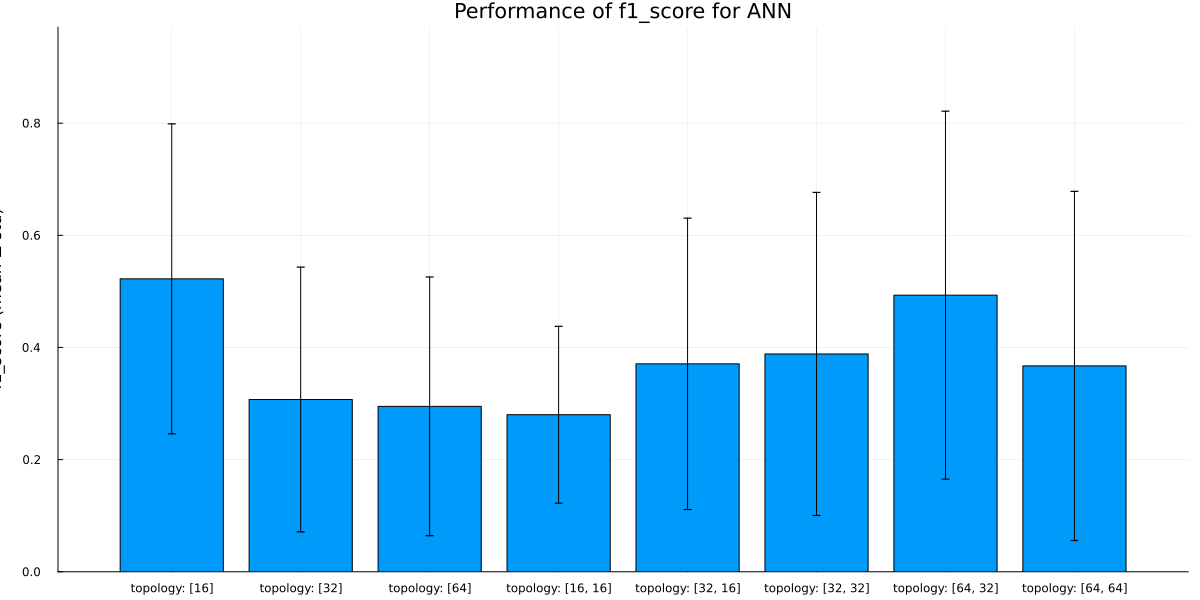 Performance of f1_score for ANN
0.8
0.6
0.4
0.2
0.0
topology: [16]
topology: [32]
topology: [64]
topology: [16, 16]
topology: [32, 16]
topology: [32, 32]
topology: [64, 32]
topology: [64, 64]